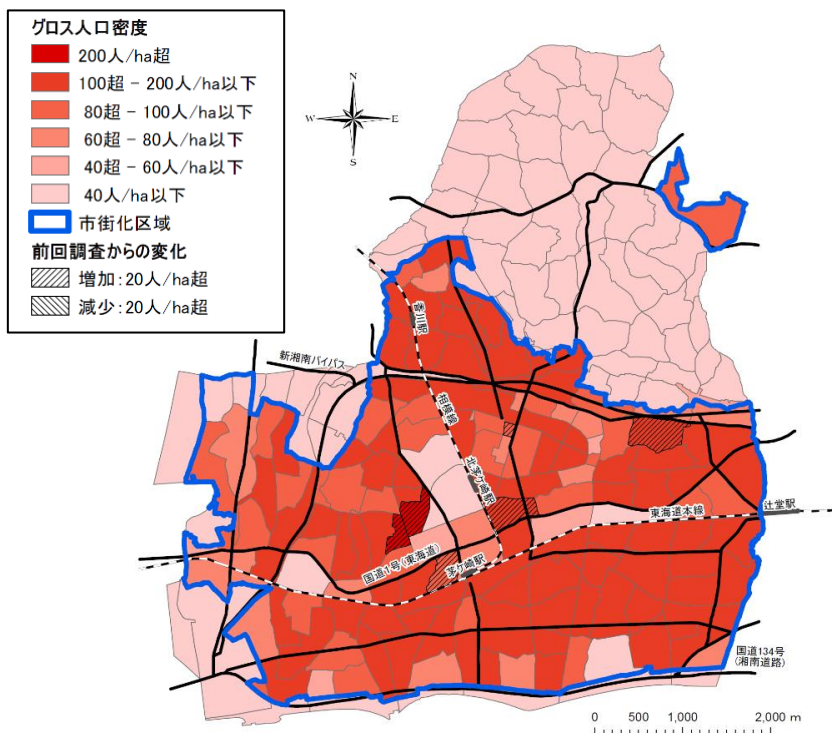 グロス人口密度
200人/ha超
100超 − 200人/ha以下
80超 − 100人/ha以下
60超 − 80人/ha以下
40超 − 60人/ha以下
40人/ha以下
市街化区域
前回調査からの変化
増加：20人/ha超
減少：20人/ha超
N
W
E
S
香川駅
新湘南バイパス
相模線
北茅ケ崎駅
辻堂駅
東海道本線
国道1号(東海道)
茅ケ崎駅
国道134号
(湘南道路)
0 500 1,000 2,000 m